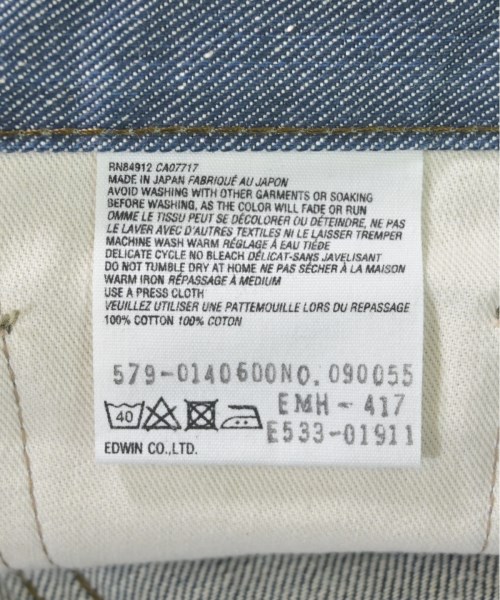 RN84912 CA07717
MADE IN JAPAN FABRIQUÉ AU JAPON
AVOID WASHING WITH OTHER GARMENTS OR SOAKING
BEFORE WASHING, AS THE COLOR WILL FADE OR RUN
OMME LE TISSU PEUT SE DÉCOLORER OU DÉTEINDRE, NE PAS
LE LAVER AVEC D'AUTRES TEXTILES NI LE LAISSER TREMPER
MACHINE WASH WARM RÉGLAGE À EAU TIÈDE
DELICATE CYCLE NO BLEACH DÉLICAT-SANS JAVELISANT
DO NOT TUMBLE DRY AT HOME NE PAS SÉCHER À LA MAISON
WARM IRON RÉPASSAGE À MEDIUM
USE A PRESS CLOTH
VEUILLEZ UTILISER UNE PATTEMOUILLE LORS DU REPASSAGE
100% COTTON 100% COTON
579-0140600NO. 090055
40
EMH-417
E533-01911
EDWIN CO.,LTD.